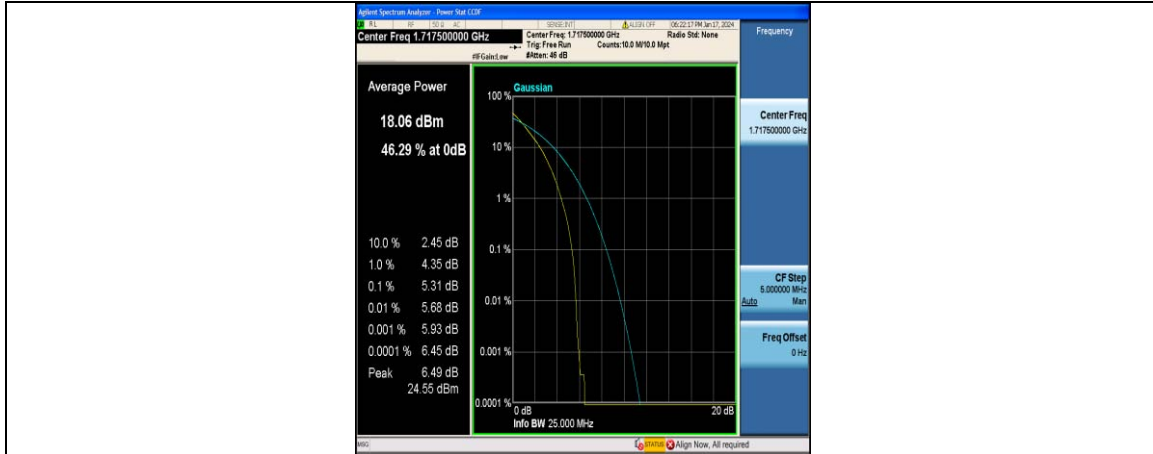 Agilent Spectrum Analyzer - Power Stat CCDF
RL RF 50 Ω AC SENSE:INT ALIGN OFF 06:22:17 PM Jan 17, 2024
Center Freq 1.717500000 GHz
Center Freq: 1.717500000 GHz Radio Std: None
Trig: Free Run Counts:10.0 M/10.0 Mpt
#IFGain:Low #Atten: 46 dB
Frequency
Average Power
18.06 dBm
46.29 % at 0dB
10.0 % 2.45 dB
1.0 % 4.35 dB
0.1 % 5.31 dB
0.01 % 5.68 dB
0.001 % 5.93 dB
0.0001 % 6.45 dB
Peak 6.49 dB
24.55 dBm
Gaussian
100 %
10 %
1 %
0.1 %
0.01 %
0.001 %
0.0001 %
0 dB 20 dB
Info BW 25.000 MHz
Center Freq
1.717500000 GHz
CF Step
5.000000 MHz
Auto Man
Freq Offset
0 Hz
MSG STATUS Align Now, All required